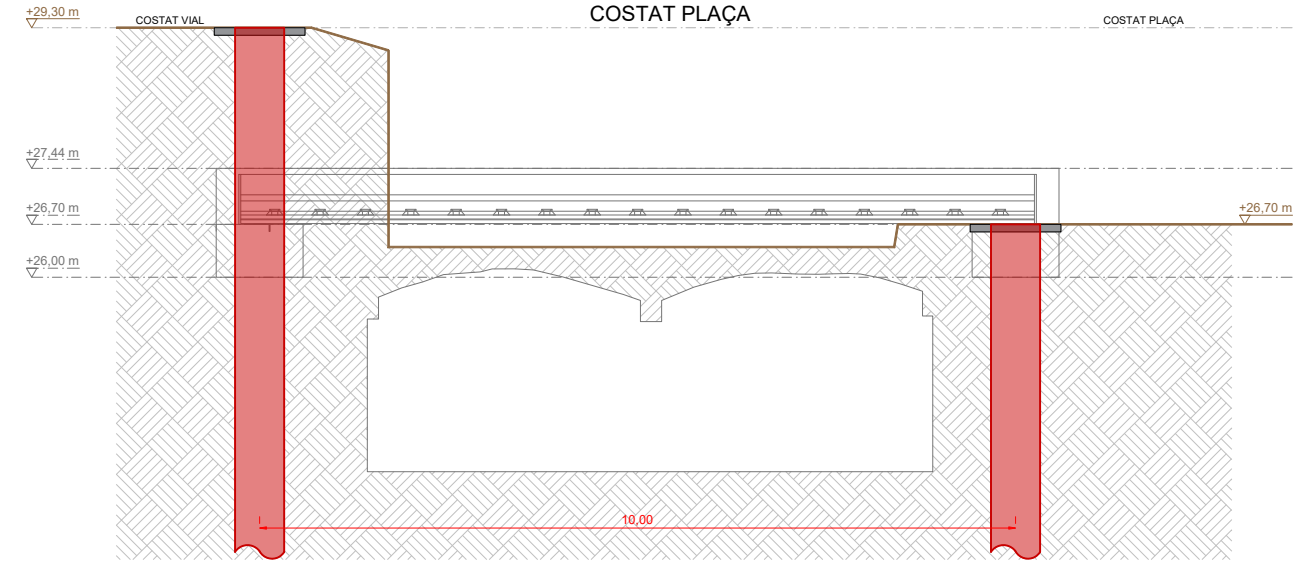 COSTAT PLAÇA
+29,30 m
COSTAT VIAL
COSTAT PLAÇA
+27,44 m
+26,70 m
+26,70 m
+26,00 m
10,00